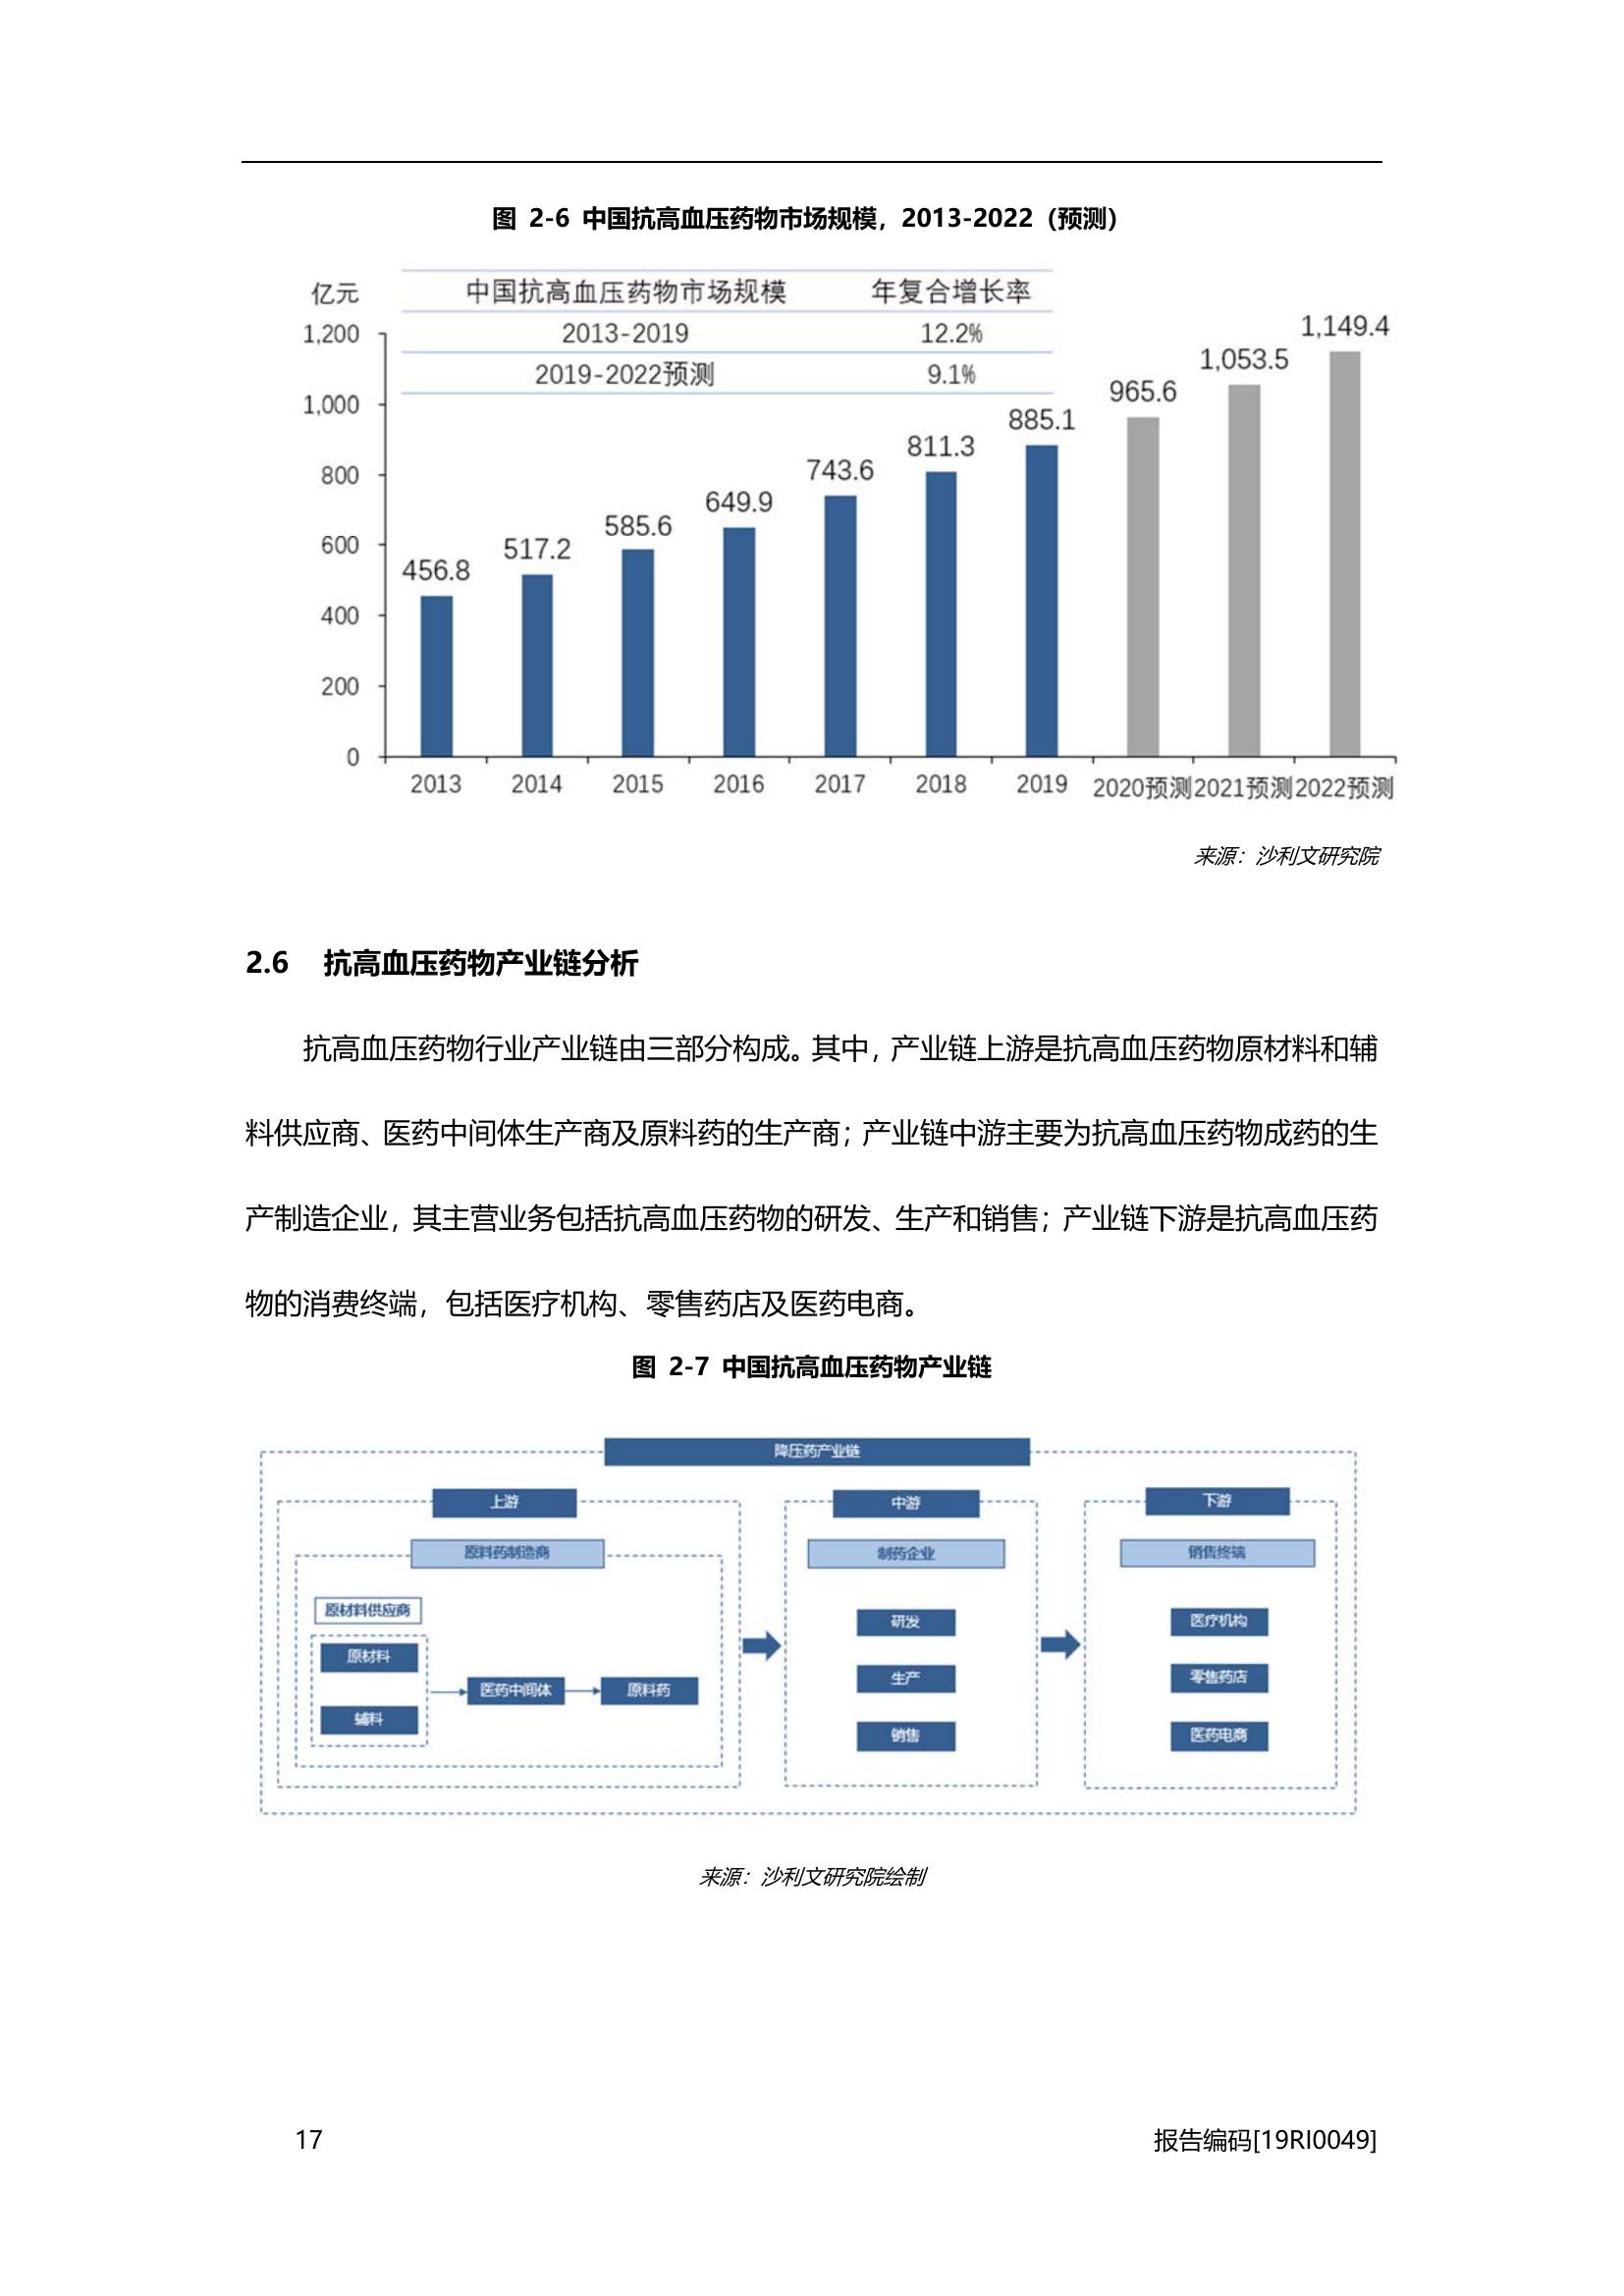 图 2-6 中国抗高血压药物市场规模，2013-2022（预测）
亿元
中国抗高血压药物市场规模 年复合增长率
2013-2019 12.2%
2019-2022预测 9.1%
1,200
1,000
800
600
400
200
0
456.8
517.2
585.6
649.9
743.6
811.3
885.1
965.6
1,053.5
1,149.4
2013 2014 2015 2016 2017 2018 2019 2020预测 2021预测 2022预测
来源：沙利文研究院
2.6 抗高血压药物产业链分析
抗高血压药物行业产业链由三部分构成。其中，产业链上游是抗高血压药物原材料和辅
料供应商、医药中间体生产商及原料药的生产商；产业链中游主要为抗高血压药物成药的生
产制造企业，其主营业务包括抗高血压药物的研发、生产和销售；产业链下游是抗高血压药
物的消费终端，包括医疗机构、零售药店及医药电商。
图 2-7 中国抗高血压药物产业链
降压药产业链
上游
原料药制造商
原材料供应商
原材料
辅料
医药中间体
原料药
中游
制药企业
研发
生产
销售
下游
销售终端
医疗机构
零售药店
医药电商
来源：沙利文研究院绘制
17 报告编码[19RI0049]